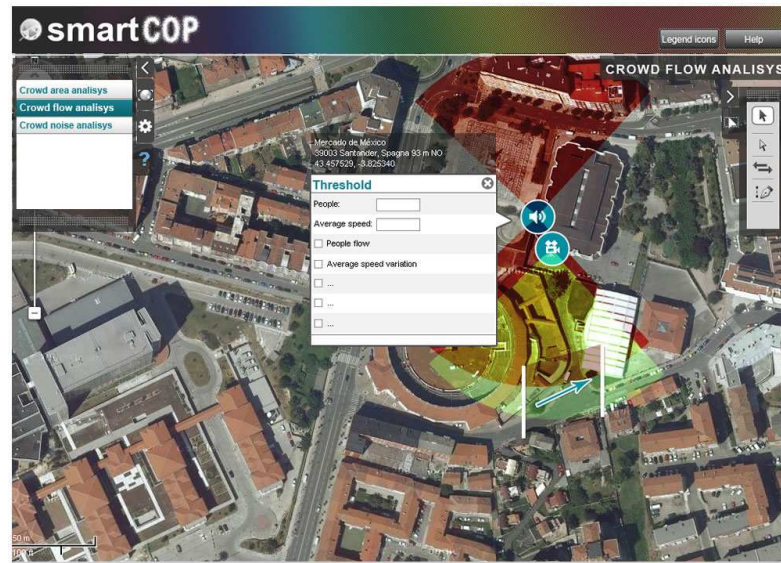 smartCOP
Legend icons
Help
CROWD FLOW ANALISYS
Crowd area analisys
Crowd flow analisys
Crowd noise analisys
?
Mercado de México
39003 Santander, Spagna 93 m NO
43.457529, -3.825340
Threshold
People:
Average speed:
People flow
Average speed variation
...
...
...
50 m
100 ft